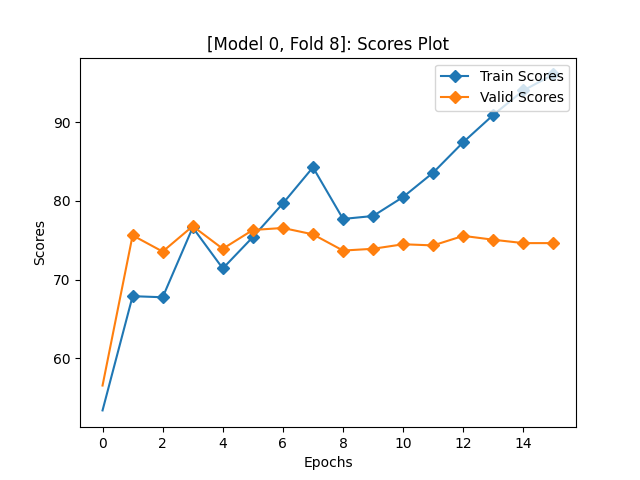 [Model 0, Fold 8]: Scores Plot
Train Scores
Valid Scores
90
80
70
60
Scores
0 2 4 6 8 10 12 14
Epochs